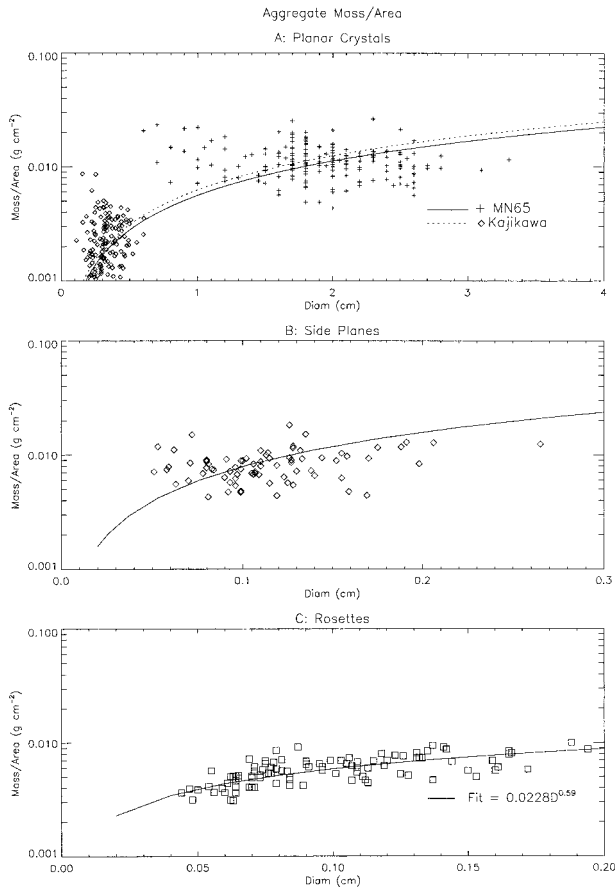 Aggregate Mass/Area
A: Planar Crystals
Mass/Area (g cm⁻²)
0.100
0.010
0.001
+ MN65
◇ Kajikawa
0 1 2 3 4
Diam (cm)
B: Side Planes
Mass/Area (g cm⁻²)
0.100
0.010
0.001
0.0 0.1 0.2 0.3
Diam (cm)
C: Rosettes
Mass/Area (g cm⁻²)
0.100
0.010
0.001
Fit = 0.0228D^0.59
0.00 0.05 0.10 0.15 0.20
Diam (cm)